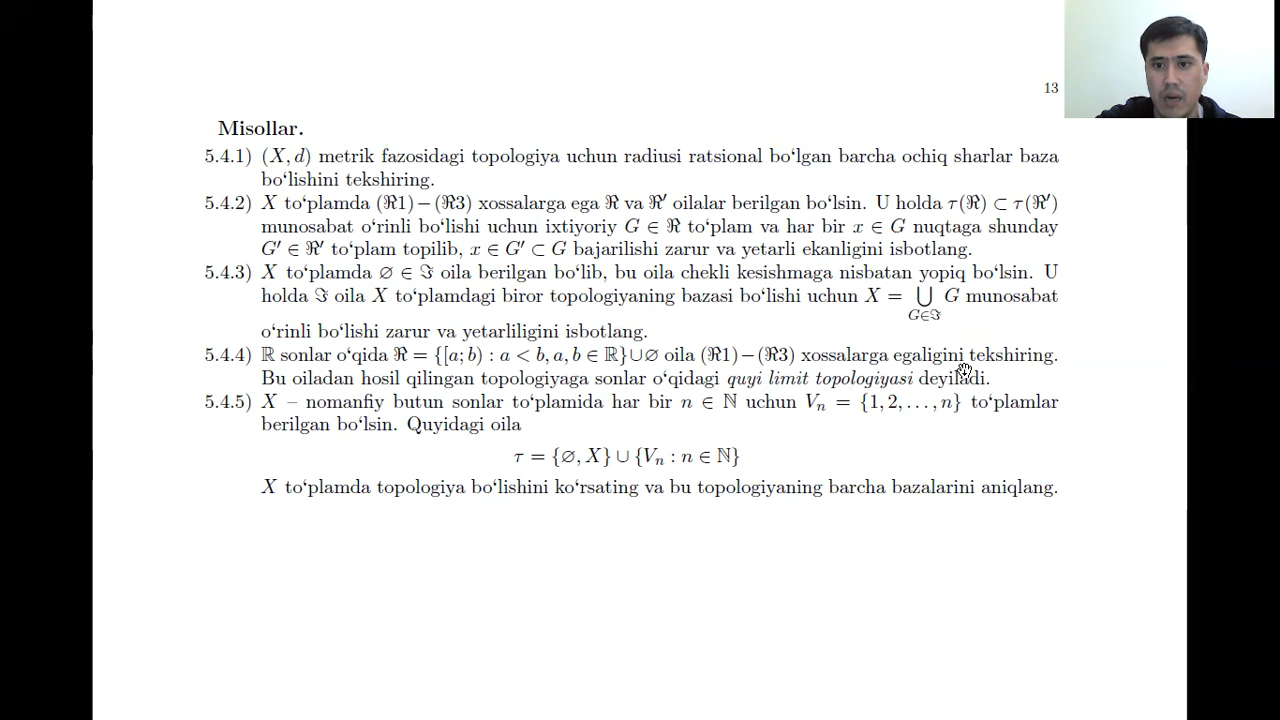 13
Misollar.
5.4.1) (X, d) metrik fazosidagi topologiya uchun radiusi ratsional bo‘lgan barcha ochiq sharlar baza
bo‘lishini tekshiring.
5.4.2) X to‘plamda (ℜ1)−(ℜ3) xossalarga ega ℜ va ℜ′ oilalar berilgan bo‘lsin. U holda τ(ℜ) ⊂ τ(ℜ′)
munosabat o‘rinli bo‘lishi uchun ixtiyoriy G ∈ ℜ to‘plam va har bir x ∈ G nuqtaga shunday
G′ ∈ ℜ′ to‘plam topilib, x ∈ G′ ⊂ G bajarilishi zarur va yetarli ekanligini isbotlang.
5.4.3) X to‘plamda ∅ ∈ ℑ oila berilgan bo‘lib, bu oila chekli kesishmaga nisbatan yopiq bo‘lsin. U
holda ℑ oila X to‘plamdagi biror topologiyaning bazasi bo‘lishi uchun X = ⋃ G munosabat
G∈ℑ
o‘rinli bo‘lishi zarur va yetarliligini isbotlang.
5.4.4) ℝ sonlar o‘qida ℜ = {[a; b) : a < b, a, b ∈ ℝ}∪∅ oila (ℜ1)−(ℜ3) xossalarga egaligini tekshiring.
Bu oiladan hosil qilingan topologiyaga sonlar o‘qidagi quyi limit topologiyasi deyiladi.
5.4.5) X – nomanfiy butun sonlar to‘plamida har bir n ∈ ℕ uchun Vₙ = {1, 2, . . . , n} to‘plamlar
berilgan bo‘lsin. Quyidagi oila
τ = {∅, X} ∪ {Vₙ : n ∈ ℕ}
X to‘plamda topologiya bo‘lishini ko‘rsating va bu topologiyaning barcha bazalarini aniqlang.